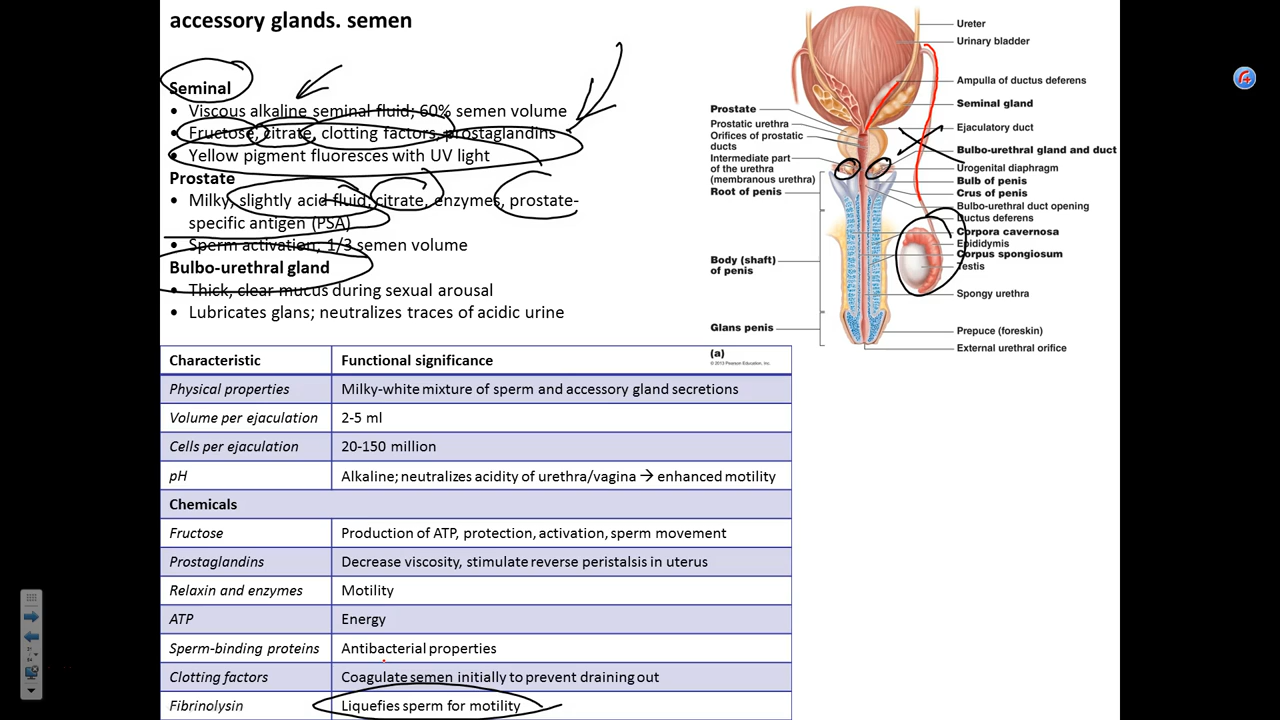 accessory glands. semen
Seminal
• Viscous alkaline seminal fluid; 60% semen volume
• Fructose, citrate, clotting factors, prostaglandins
• Yellow pigment fluoresces with UV light
Prostate
• Milky, slightly acid fluid, citrate, enzymes, prostate-
specific antigen (PSA)
• Sperm activation; 1/3 semen volume
Bulbo-urethral gland
• Thick, clear mucus during sexual arousal
• Lubricates glans; neutralizes traces of acidic urine
Prostate
Prostatic urethra
Orifices of prostatic
ducts
Intermediate part
of the urethra
(membranous urethra)
Root of penis
Body (shaft)
of penis
Glans penis
Ureter
Urinary bladder
Ampulla of ductus deferens
Seminal gland
Ejaculatory duct
Bulbo-urethral gland and duct
Urogenital diaphragm
Bulb of penis
Crus of penis
Bulbo-urethral duct opening
Ductus deferens
Corpora cavernosa
Epididymis
Corpus spongiosum
Testis
Spongy urethra
Prepuce (foreskin)
External urethral orifice
(a)
© 2013 Pearson Education, Inc.
Characteristic Functional significance
Physical properties Milky-white mixture of sperm and accessory gland secretions
Volume per ejaculation 2-5 ml
Cells per ejaculation 20-150 million
pH Alkaline; neutralizes acidity of urethra/vagina → enhanced motility
Chemicals
Fructose Production of ATP, protection, activation, sperm movement
Prostaglandins Decrease viscosity, stimulate reverse peristalsis in uterus
Relaxin and enzymes Motility
ATP Energy
Sperm-binding proteins Antibacterial properties
Clotting factors Coagulate semen initially to prevent draining out
Fibrinolysin Liquefies sperm for motility